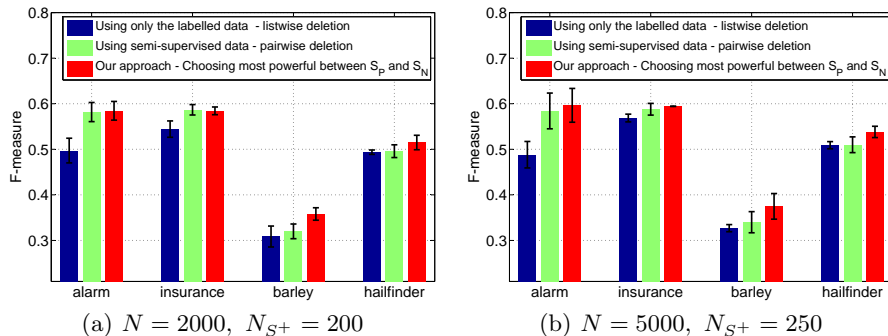 0.8
0.7
0.6
0.5
0.4
0.3
F-measure
Using only the labelled data - listwise deletion
Using semi-supervised data - pairwise deletion
Our approach - Choosing most powerful between S_P and S_N
alarm insurance barley hailfinder
(a) N = 2000, N_{S^+} = 200
0.8
0.7
0.6
0.5
0.4
0.3
F-measure
Using only the labelled data - listwise deletion
Using semi-supervised data - pairwise deletion
Our approach - Choosing most powerful between S_P and S_N
alarm insurance barley hailfinder
(b) N = 5000, N_{S^+} = 250